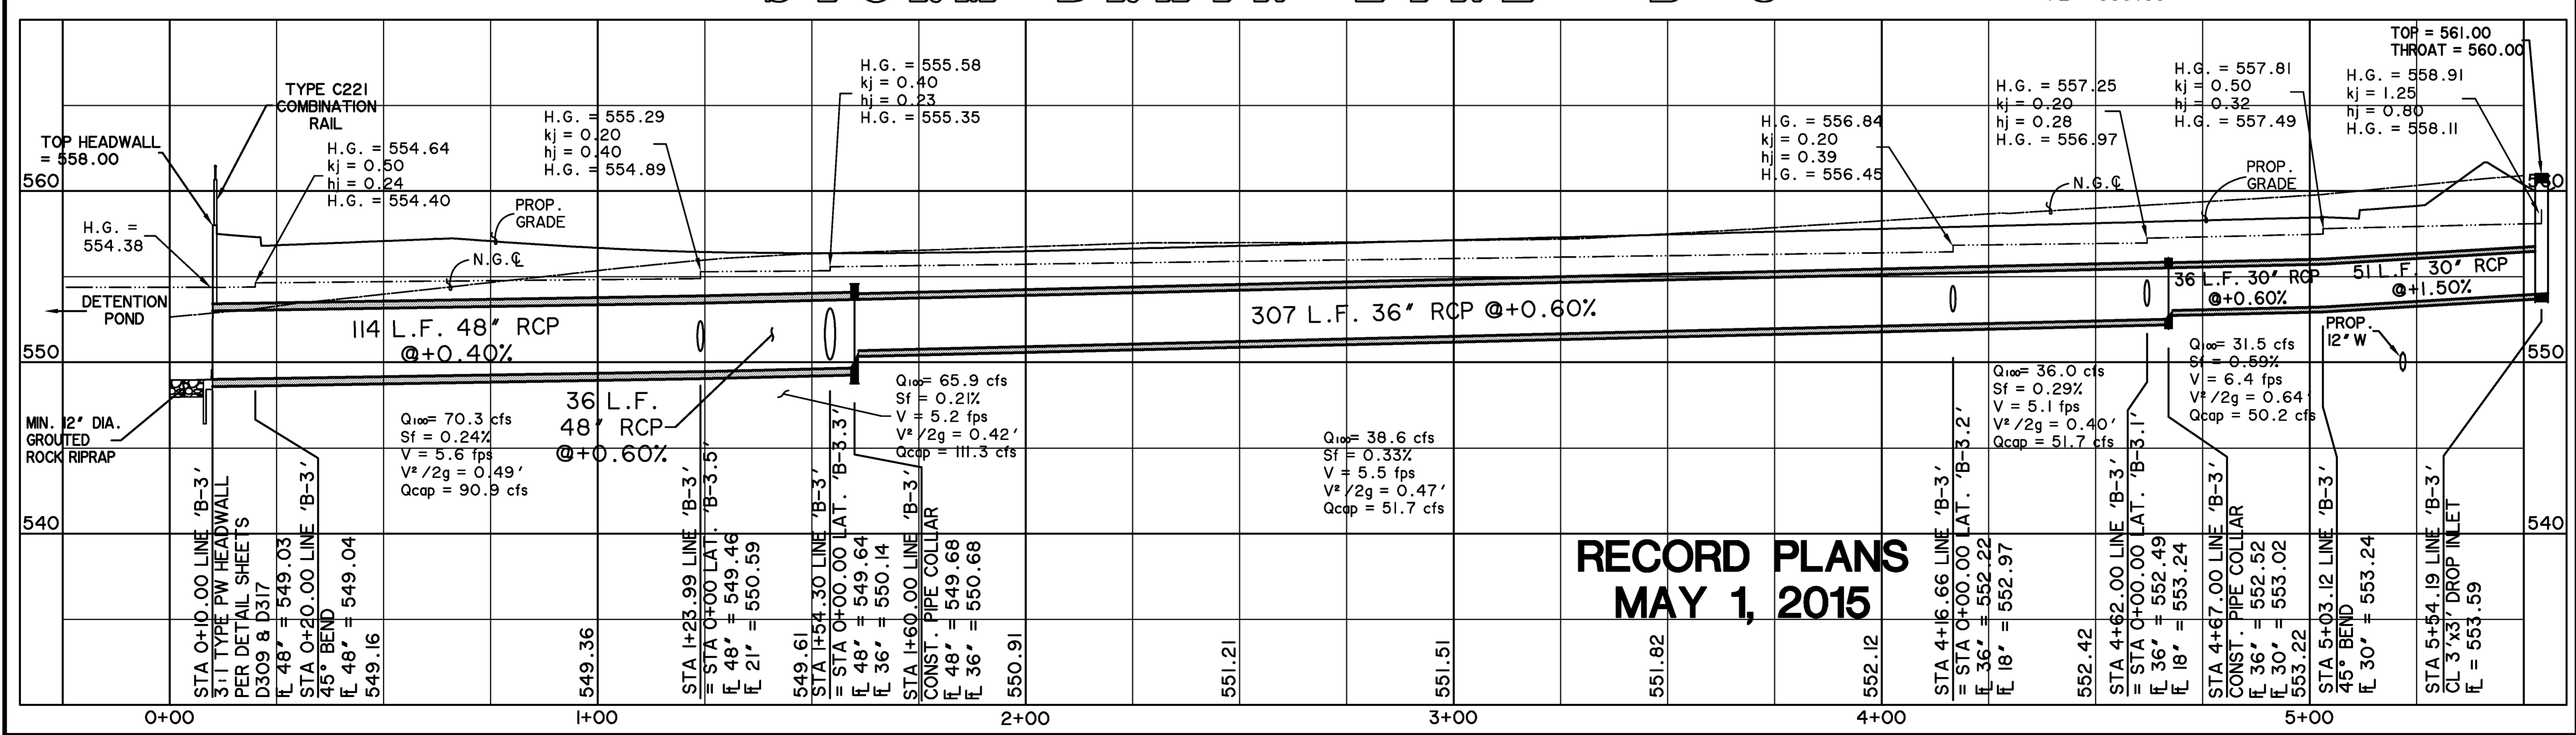 TOP = 561.00
THROAT = 560.00
H.G. = 558.91
kj = 1.25
hj = 0.80
H.G. = 558.11
H.G. = 557.81
kj = 0.50
hj = 0.32
H.G. = 557.49
H.G. = 557.25
kj = 0.20
hj = 0.28
H.G. = 556.97
H.G. = 556.84
kj = 0.20
hj = 0.39
H.G. = 556.45
H.G. = 555.58
kj = 0.40
hj = 0.23
H.G. = 555.35
H.G. = 555.29
kj = 0.20
hj = 0.40
H.G. = 554.89
TYPE C221
COMBINATION
RAIL
TOP HEADWALL
= 558.00
H.G. = 554.64
kj = 0.50
hj = 0.24
H.G. = 554.40
H.G. =
554.38
560
560
PROP.
GRADE
N.G.℄
N.G.℄
PROP.
GRADE
DETENTION
POND
114 L.F. 48" RCP
@+0.40%
307 L.F. 36" RCP @+0.60%
36 L.F. 30" RCP
@+0.60%
51 L.F. 30" RCP
@+1.50%
PROP.
12" W
550
550
MIN. 12" DIA.
GROUTED
ROCK RIPRAP
Q₁₀₀= 70.3 cfs
Sf = 0.24%
V = 5.6 fps
V²/2g = 0.49'
Qcap = 90.9 cfs
36 L.F.
48" RCP
@+0.60%
Q₁₀₀= 65.9 cfs
Sf = 0.21%
V = 5.2 fps
V²/2g = 0.42'
Qcap = 111.3 cfs
Q₁₀₀= 38.6 cfs
Sf = 0.33%
V = 5.5 fps
V²/2g = 0.47'
Qcap = 51.7 cfs
Q₁₀₀= 36.0 cfs
Sf = 0.29%
V = 5.1 fps
V²/2g = 0.40'
Qcap = 51.7 cfs
Q₁₀₀= 31.5 cfs
Sf = 0.59%
V = 6.4 fps
V²/2g = 0.64'
Qcap = 50.2 cfs
540
540
RECORD PLANS
MAY 1, 2015
STA 0+10.00 LINE 'B-3'
3:1 TYPE PW HEADWALL
PER DETAIL SHEETS
D309 & D317
℄ 48" = 549.03
STA 0+20.00 LINE 'B-3'
45° BEND
℄ 48" = 549.04
549.16
549.36
STA 1+23.99 LINE 'B-3'
= STA 0+00 LAT. 'B-3.5'
℄ 48" = 549.46
℄ 21" = 550.59
549.61
STA 1+54.30 LINE 'B-3'
= STA 0+00.00 LAT. 'B-3.3'
℄ 48" = 549.64
℄ 36" = 550.14
STA 1+60.00 LINE 'B-3'
CONST. PIPE COLLAR
℄ 48" = 549.68
℄ 36" = 550.68
550.91
551.21
551.51
551.82
552.12
STA 4+16.66 LINE 'B-3'
= STA 0+00.00 LAT. 'B-3.2'
℄ 36" = 552.22
℄ 18" = 552.97
552.42
STA 4+62.00 LINE 'B-3'
= STA 0+00.00 LAT. 'B-3.1'
℄ 36" = 552.49
℄ 18" = 553.24
STA 4+67.00 LINE 'B-3'
CONST. PIPE COLLAR
℄ 36" = 552.52
℄ 30" = 553.02
553.22
STA 5+03.12 LINE 'B-3'
45° BEND
℄ 30" = 553.24
STA 5+54.19 LINE 'B-3'
CL 3'x3' DROP INLET
℄ = 553.59
0+00
1+00
2+00
3+00
4+00
5+00